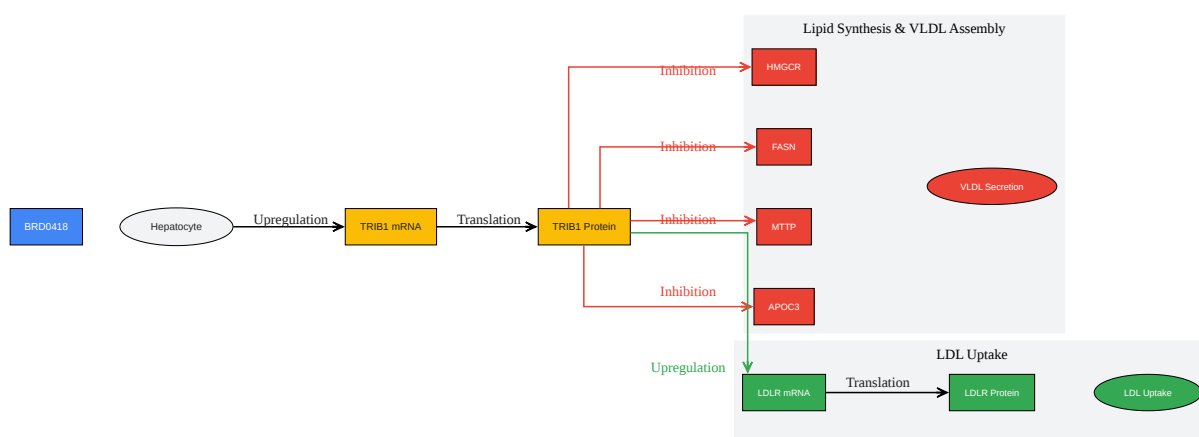 Lipid Synthesis & VLDL Assembly
HMGCR
Inhibition
FASN
Inhibition
VLDL Secretion
BRD0418
Hepatocyte
Upregulation
TRIB1 mRNA
Translation
TRIB1 Protein
Inhibition
MTTP
Inhibition
APOC3
LDL Uptake
Upregulation
LDLR mRNA
Translation
LDLR Protein
LDL Uptake